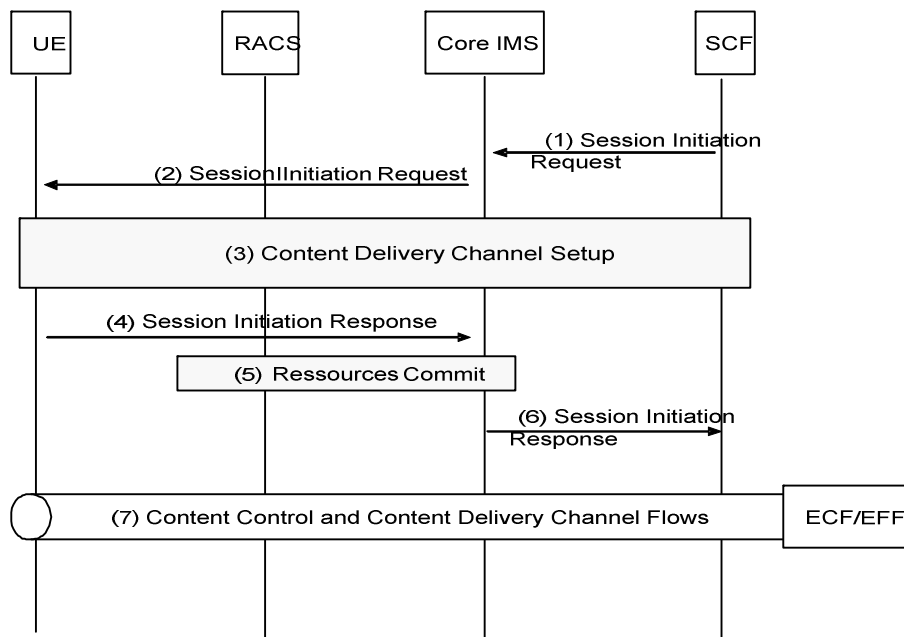 UE
RACS
Core IMS
SCF
(1) Session Initiation
Request
(2) SessionIInitiation Request
(3) Content Delivery Channel Setup
(4) Session Initiation Response
(5) Ressources Commit
(6) Session Initiation
Response
(7) Content Control and Content Delivery Channel Flows
ECF/EFF